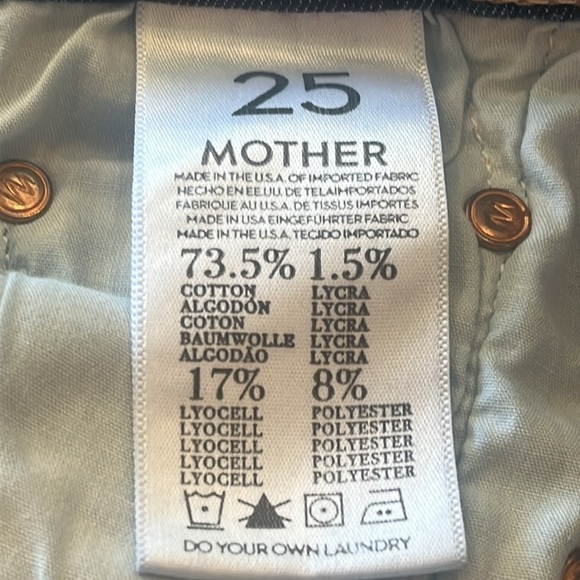 25
MOTHER
MADE IN THE U.S.A. OF IMPORTED FABRIC
HECHO EN EE.UU. DE TELA IMPORTADOS
FABRIQUE AU U.S.A. DE TISSUS IMPORTÉS
MADE IN USA EINGEFÜHRTER FABRIC
MADE IN THE U.S.A. TECIDO IMPORTADO
73.5% 1.5%
COTTON LYCRA
ALGODÓN LYCRA
COTON LYCRA
BAUMWOLLE LYCRA
ALGODÃO LYCRA
17% 8%
LYOCELL POLYESTER
LYOCELL POLYESTER
LYOCELL POLYESTER
LYOCELL POLYESTER
LYOCELL POLYESTER
DO YOUR OWN LAUNDRY
M
M